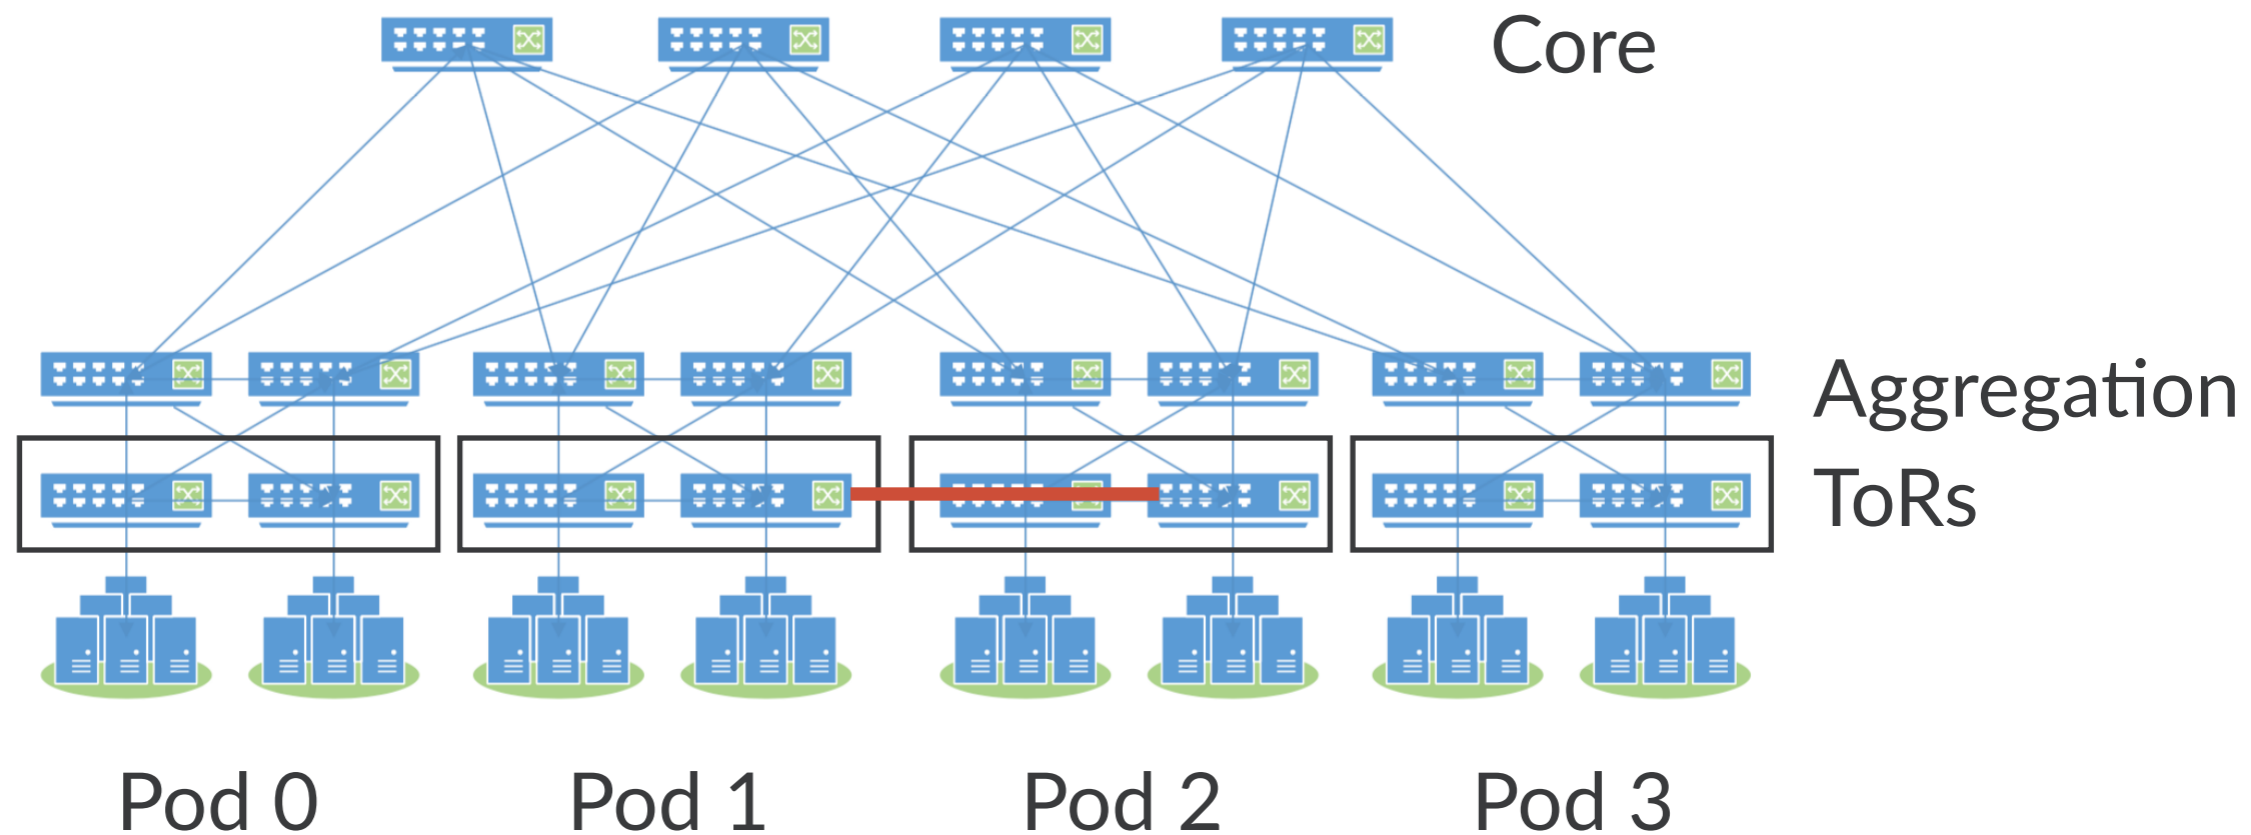 Core
Aggregation
ToRs
Pod 0
Pod 1
Pod 2
Pod 3